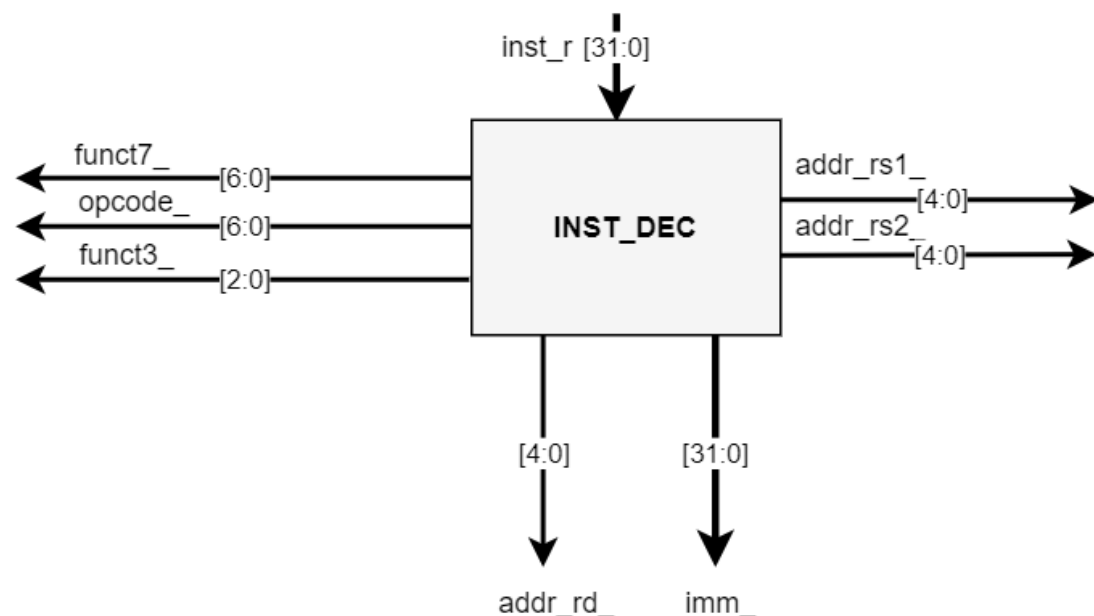 inst_r [31:0]
funct7_
[6:0]
opcode_
[6:0]
funct3_
[2:0]
INST_DEC
addr_rs1_
[4:0]
addr_rs2_
[4:0]
[4:0]
[31:0]
addr_rd_
imm_